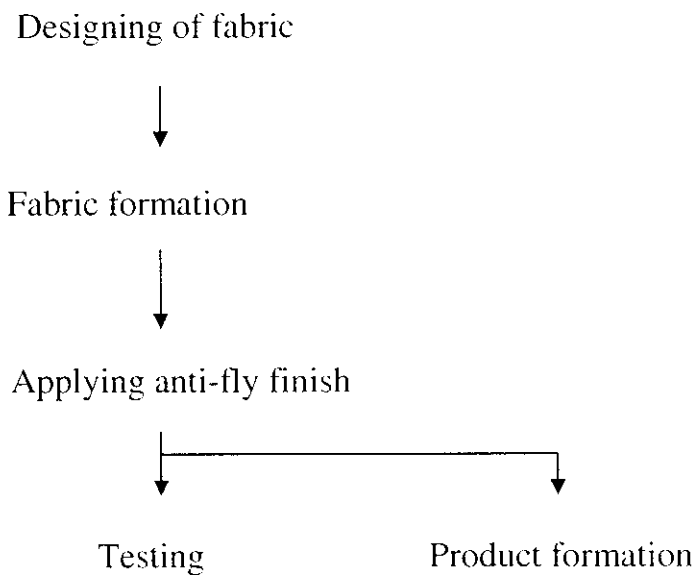 Designing of fabric
Fabric formation
Applying anti-fly finish
Testing Product formation